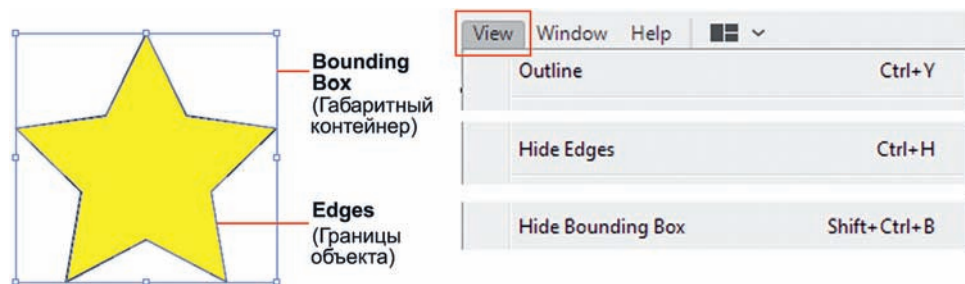 Bounding
Box
(Габаритный
контейнер)
Edges
(Границы
объекта)
View Window Help
Outline Ctrl+Y
Hide Edges Ctrl+H
Hide Bounding Box Shift+Ctrl+B